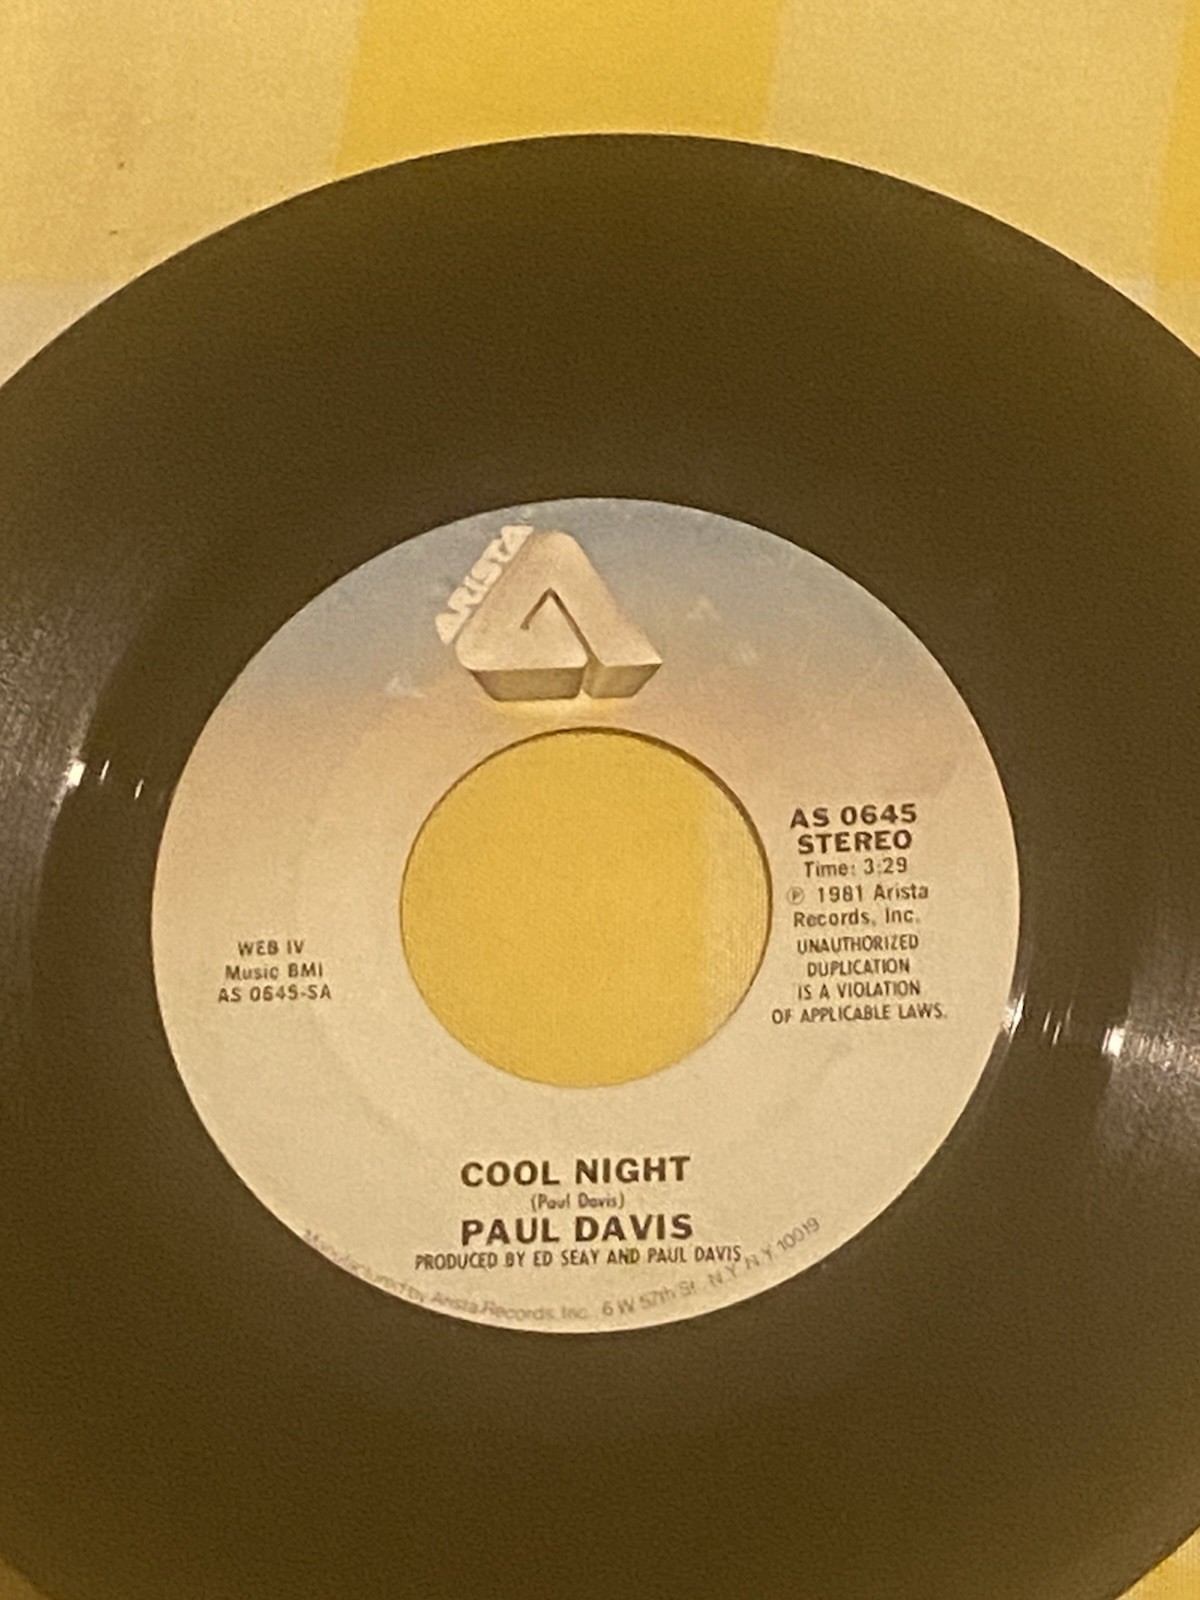 ARISTA
AS 0645
STEREO
Time: 3:29
℗ 1981 Arista
Records, Inc.
UNAUTHORIZED
DUPLICATION
IS A VIOLATION
OF APPLICABLE LAWS.
WEB IV
Music BMI
AS 0645-SA
COOL NIGHT
(Paul Davis)
PAUL DAVIS
PRODUCED BY ED SEAY AND PAUL DAVIS
Manufactured by Arista Records, Inc. 6 W 57th St. N.Y. N.Y. 10019